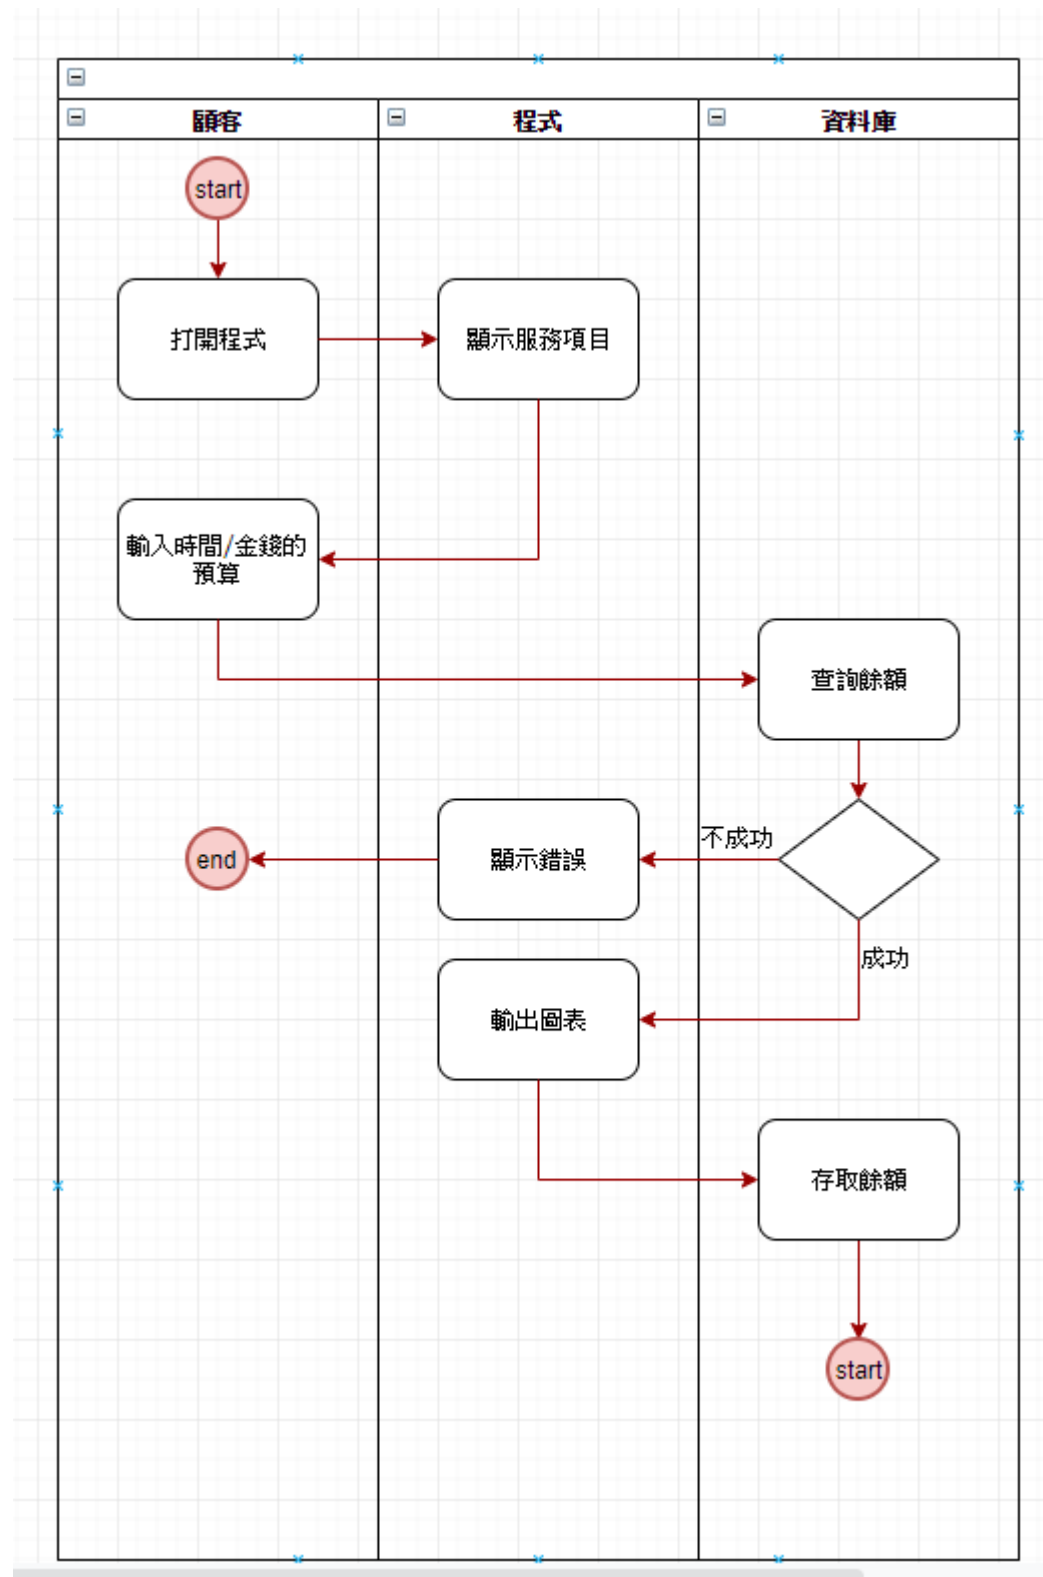 顧客
程式
資料庫
start
打開程式
顯示服務項目
輸入時間/金錢的
預算
查詢餘額
不成功
end
顯示錯誤
成功
輸出圖表
存取餘額
start